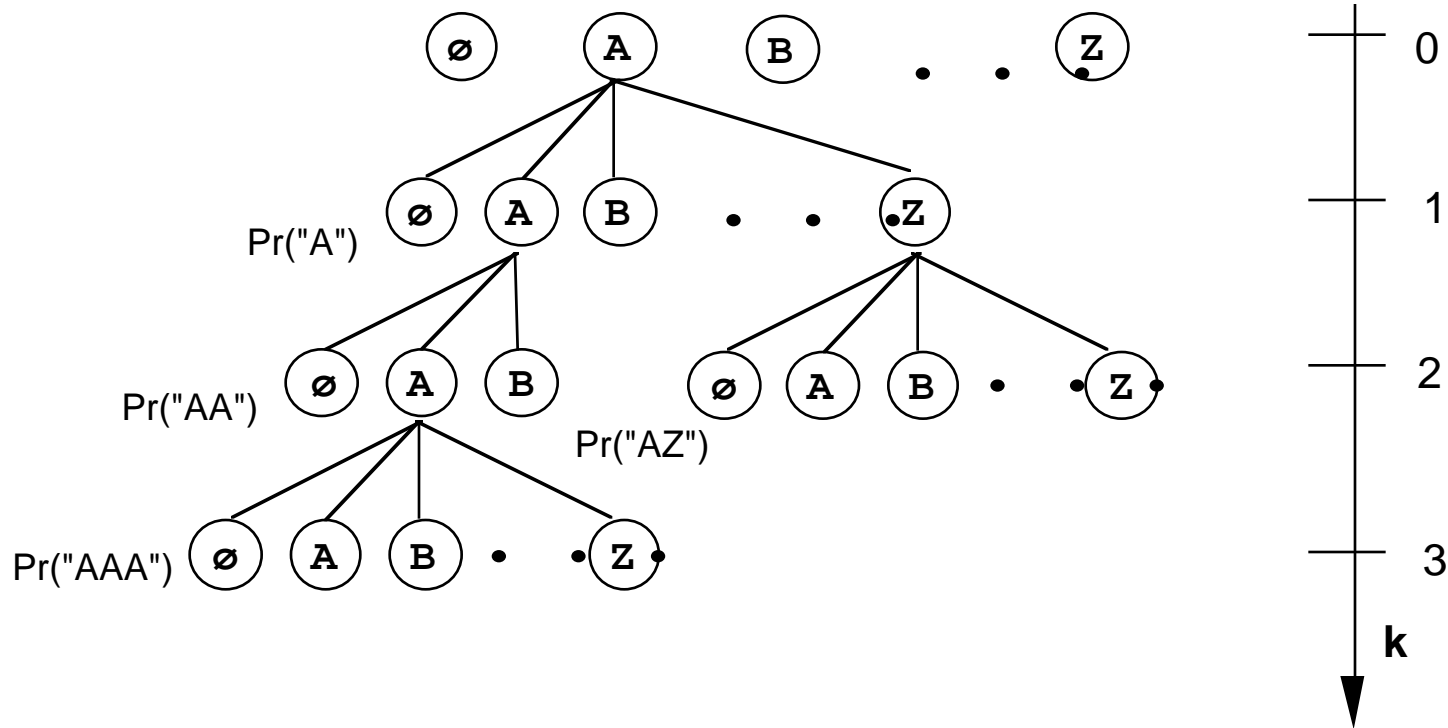 ø A B . . . Z 0
ø A B . . . Z 1
Pr("A")
ø A B ø A B . . Z . 2
Pr("AA")
Pr("AZ")
ø A B . . Z . 3
Pr("AAA")
k